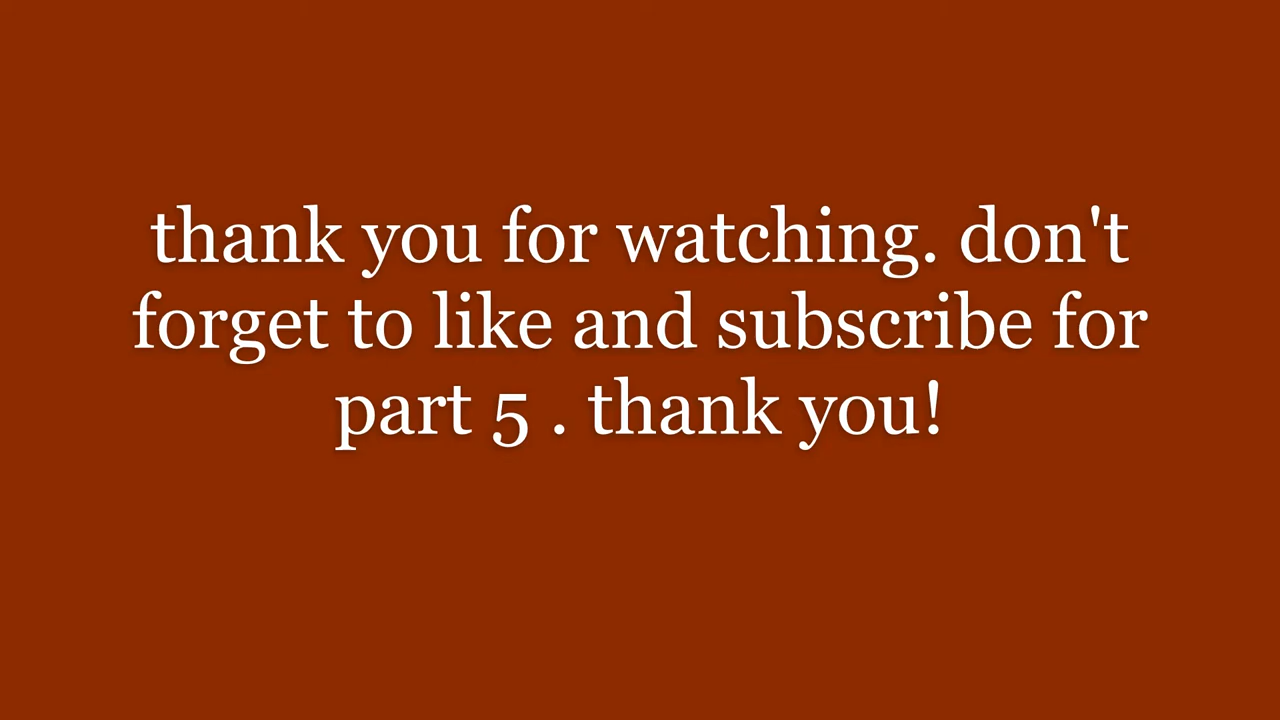 thank you for watching. don't
forget to like and subscribe for
part 5 . thank you!